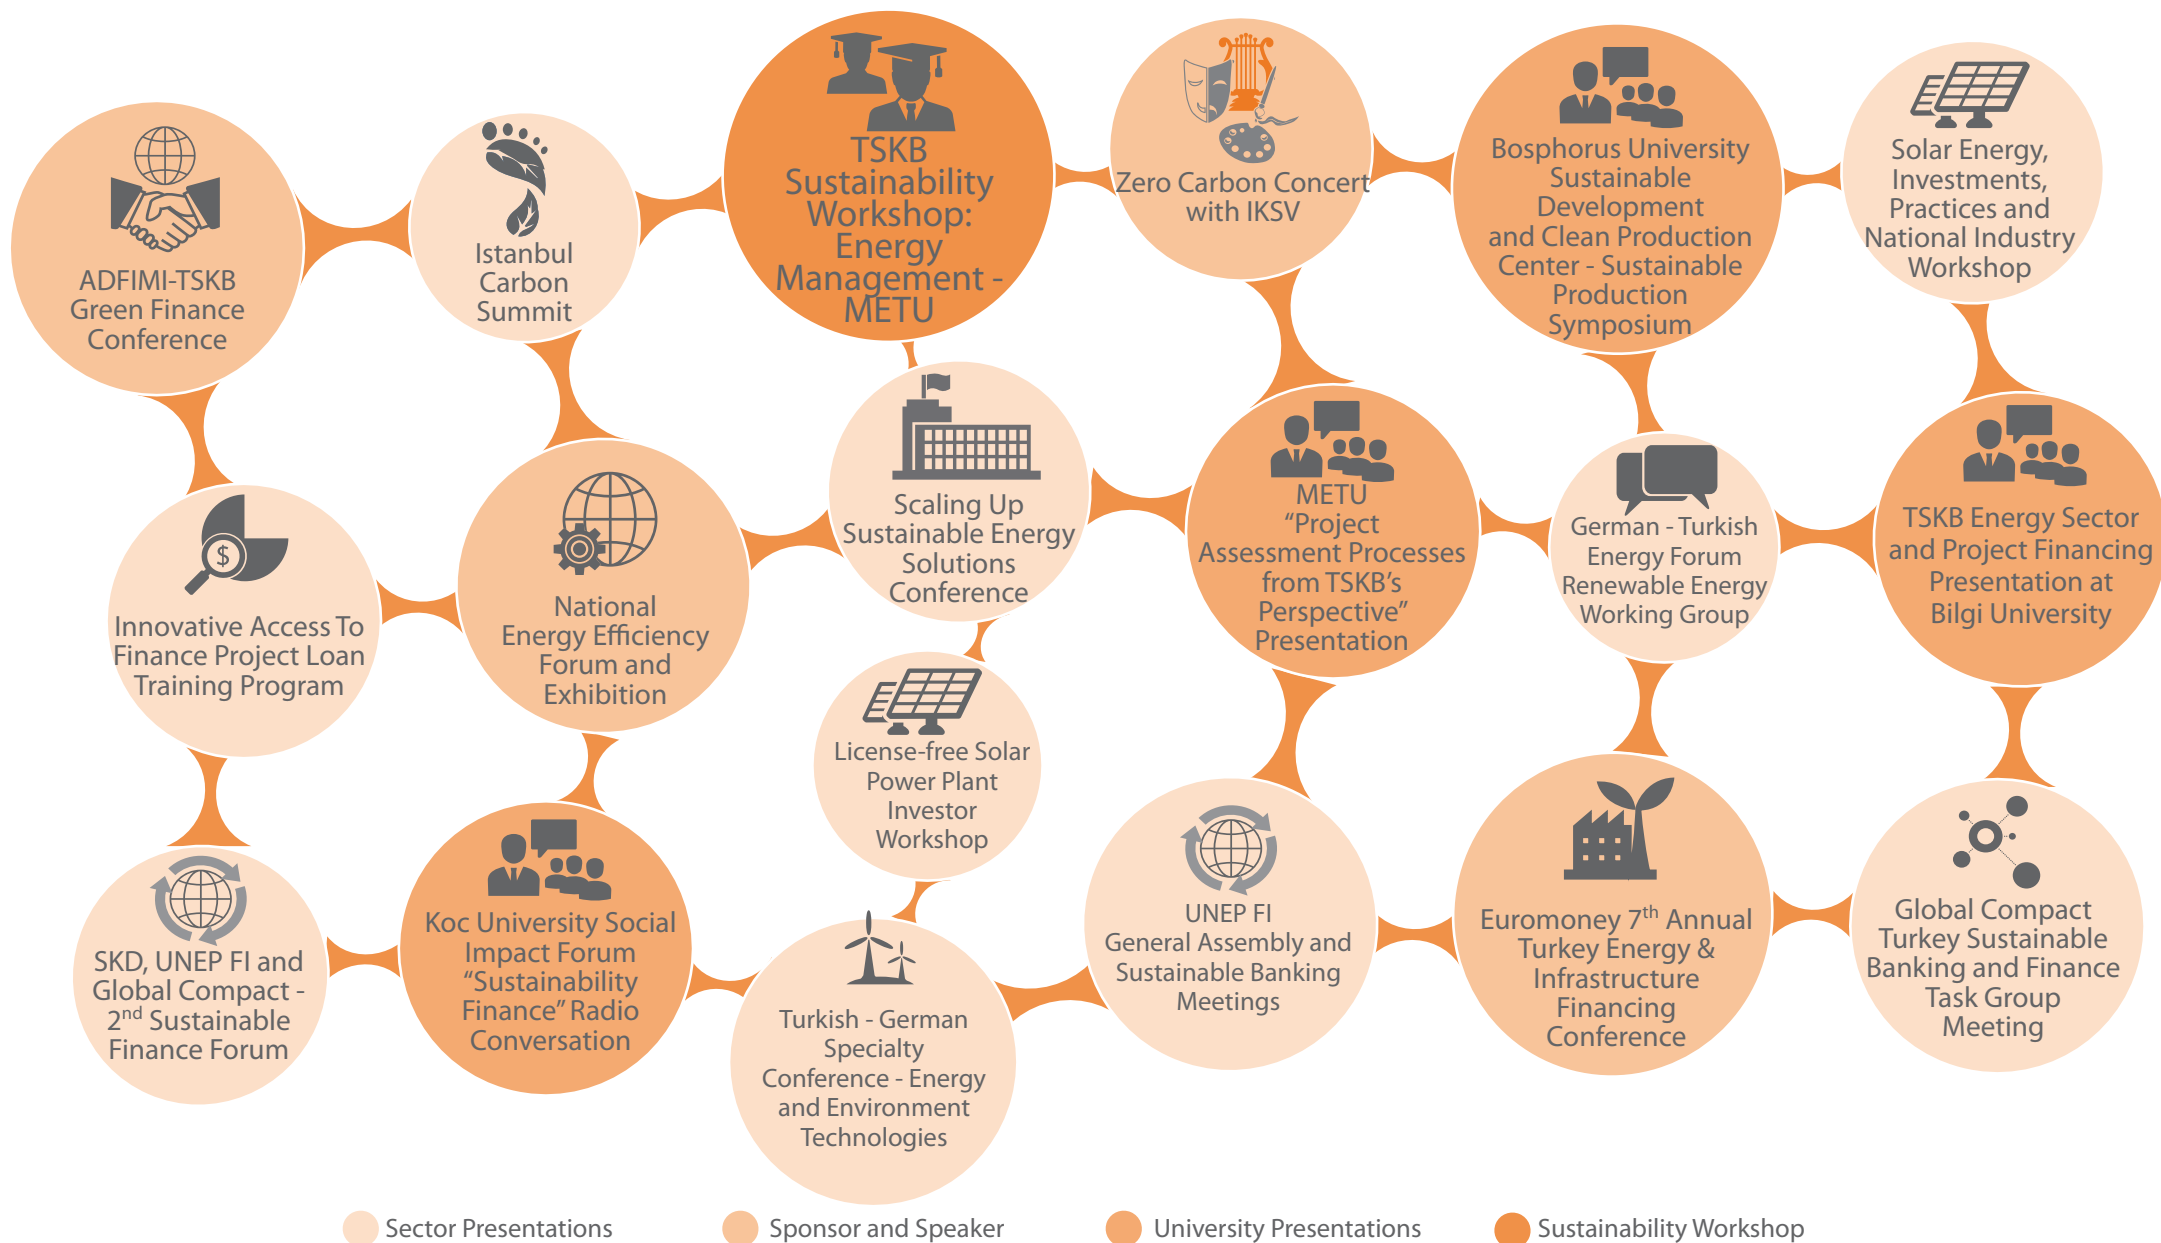 ADFIMI-TSKB
Green Finance
Conference
Istanbul
Carbon
Summit
TSKB
Sustainability
Workshop:
Energy
Management -
METU
Zero Carbon Concert
with IKSV
Bosphorus University
Sustainable
Development
and Clean Production
Center - Sustainable
Production
Symposium
Solar Energy,
Investments,
Practices and
National Industry
Workshop
$
Innovative Access To
Finance Project Loan
Training Program
National
Energy Efficiency
Forum and
Exhibition
Scaling Up
Sustainable Energy
Solutions
Conference
METU
“Project
Assessment Processes
from TSKB’s
Perspective”
Presentation
German - Turkish
Energy Forum
Renewable Energy
Working Group
TSKB Energy Sector
and Project Financing
Presentation at
Bilgi University
License-free Solar
Power Plant
Investor
Workshop
SKD, UNEP FI and
Global Compact -
2nd Sustainable
Finance Forum
Koc University Social
Impact Forum
“Sustainability
Finance” Radio
Conversation
Turkish - German
Specialty
Conference - Energy
and Environment
Technologies
UNEP FI
General Assembly and
Sustainable Banking
Meetings
Euromoney 7th Annual
Turkey Energy &
Infrastructure
Financing
Conference
Global Compact
Turkey Sustainable
Banking and Finance
Task Group
Meeting
Sector Presentations
Sponsor and Speaker
University Presentations
Sustainability Workshop